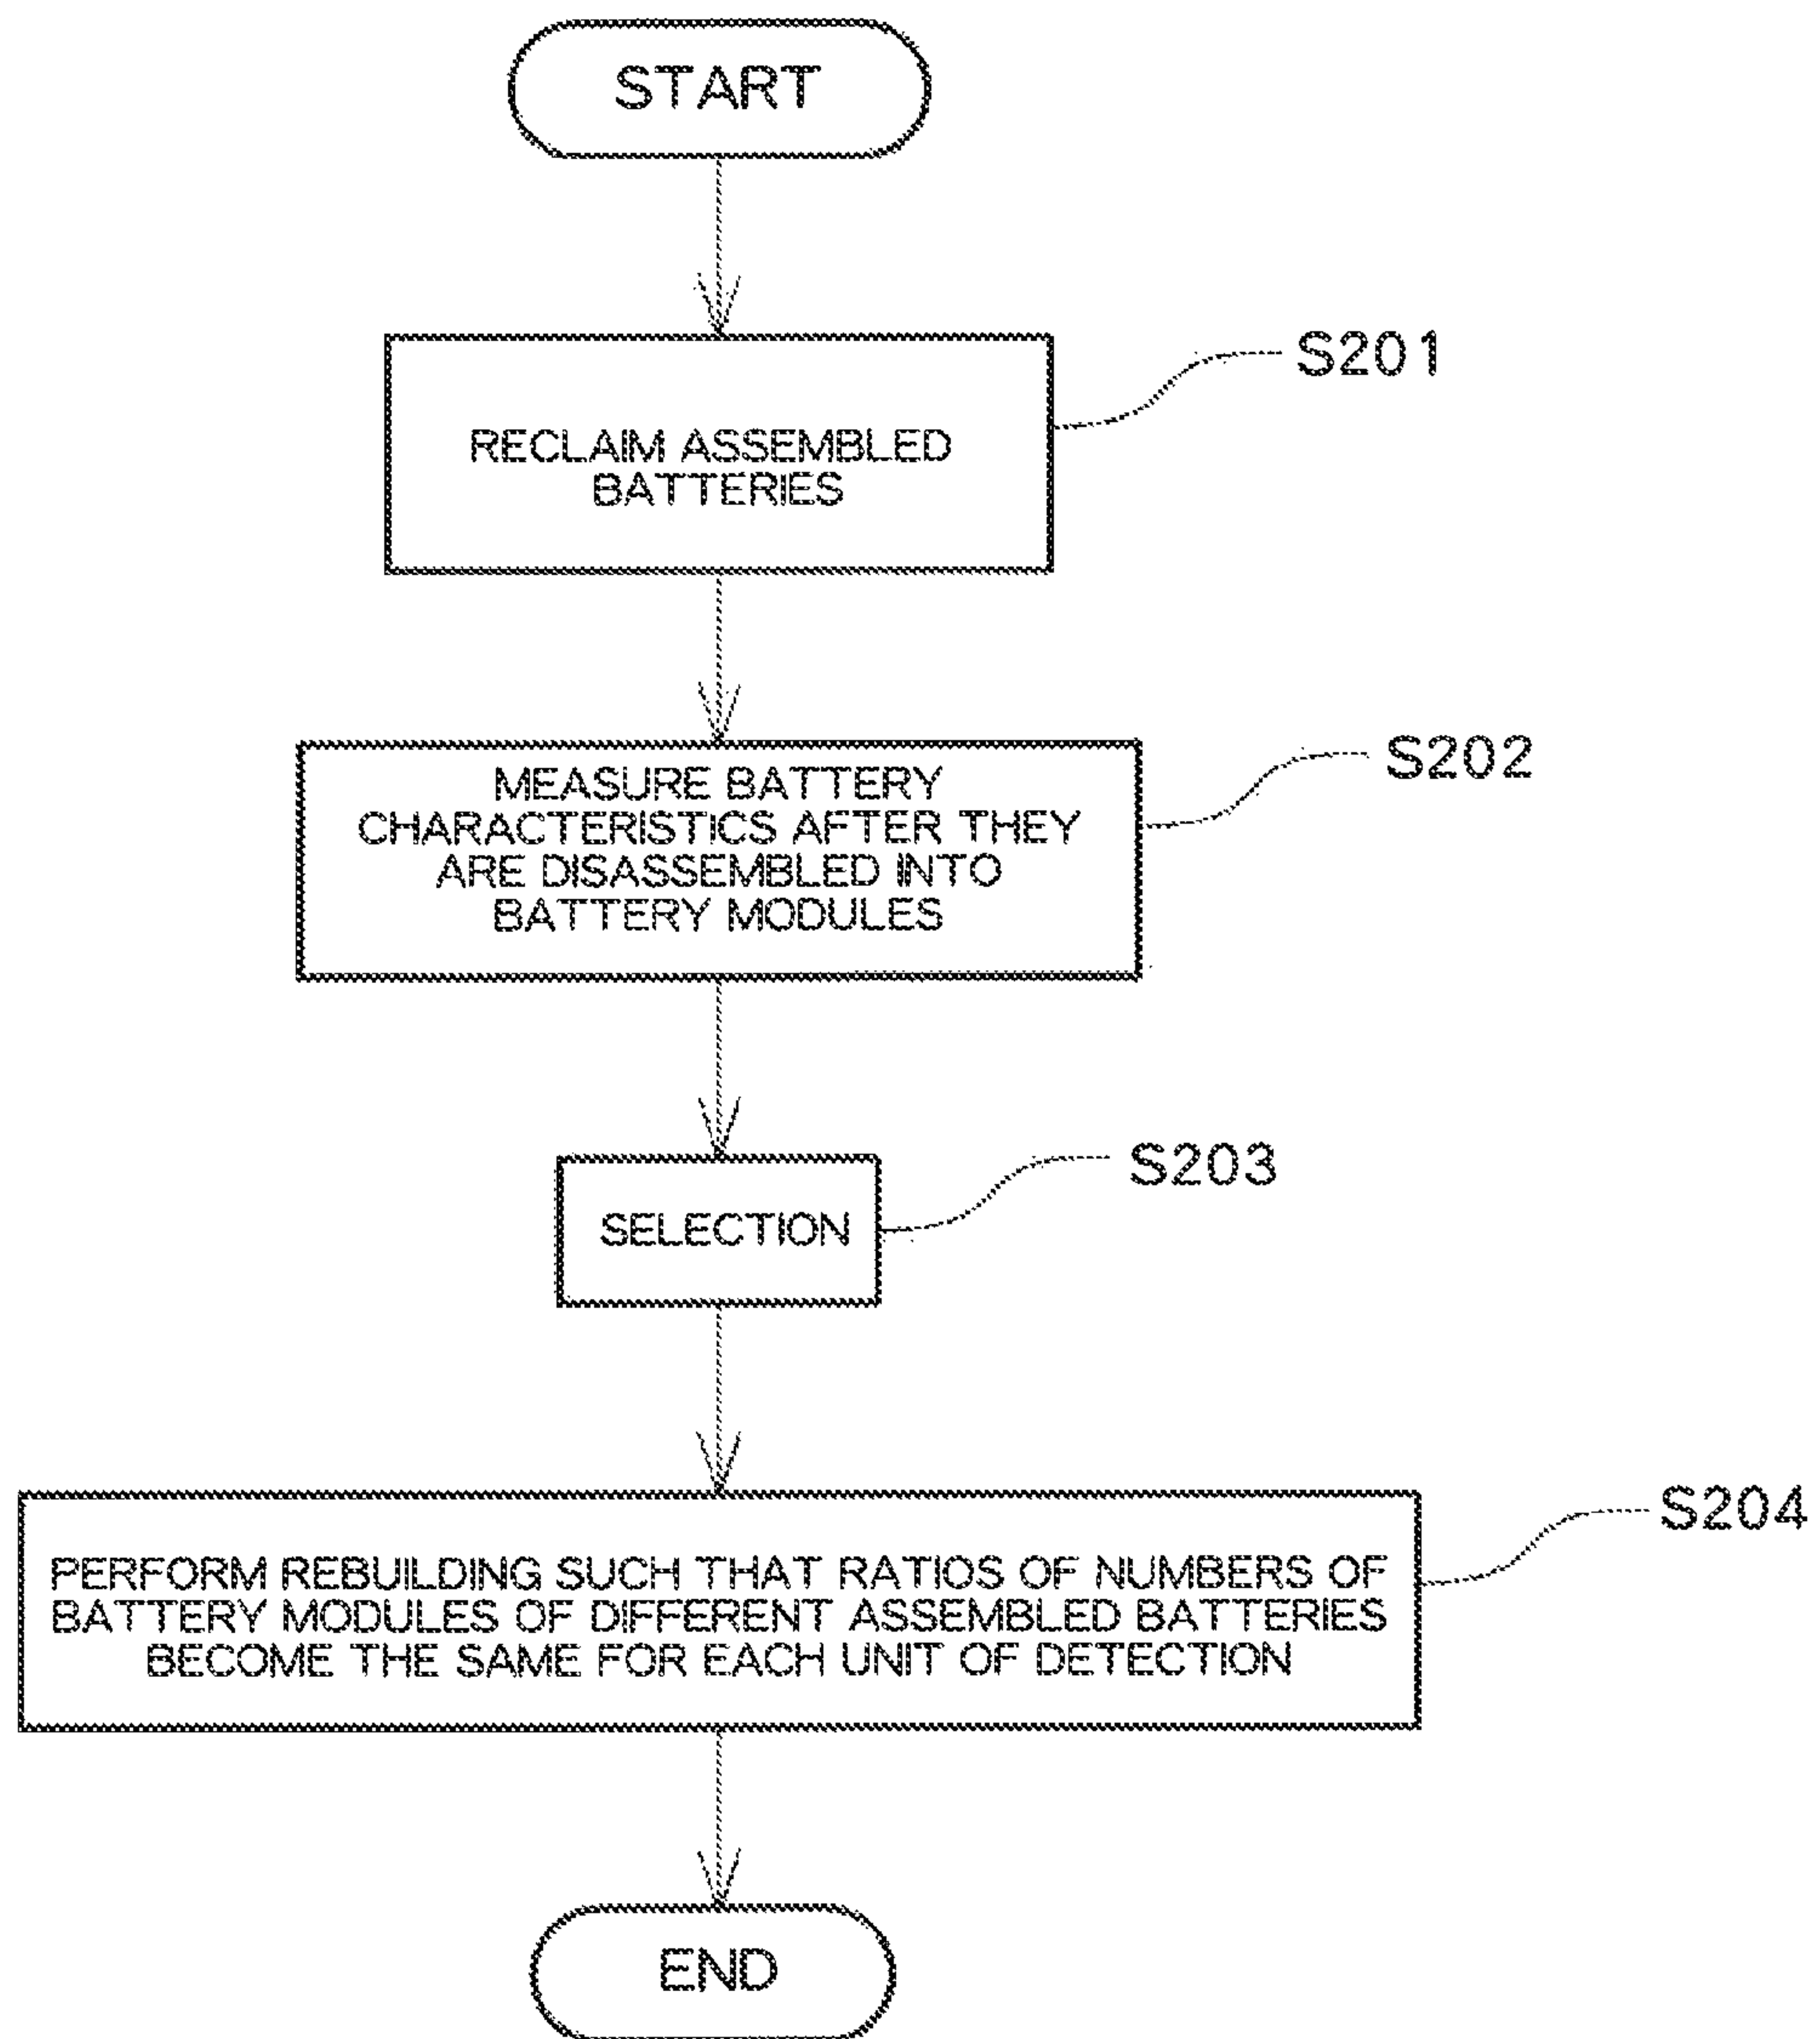 START
S201
RECLAIM ASSEMBLED
BATTERIES
S202
MEASURE BATTERY
CHARACTERISTICS AFTER THEY
ARE DISASSEMBLED INTO
BATTERY MODULES
S203
SELECTION
S204
PERFORM REBUILDING SUCH THAT RATIOS OF NUMBERS OF
BATTERY MODULES OF DIFFERENT ASSEMBLED BATTERIES
BECOME THE SAME FOR EACH UNIT OF DETECTION
END